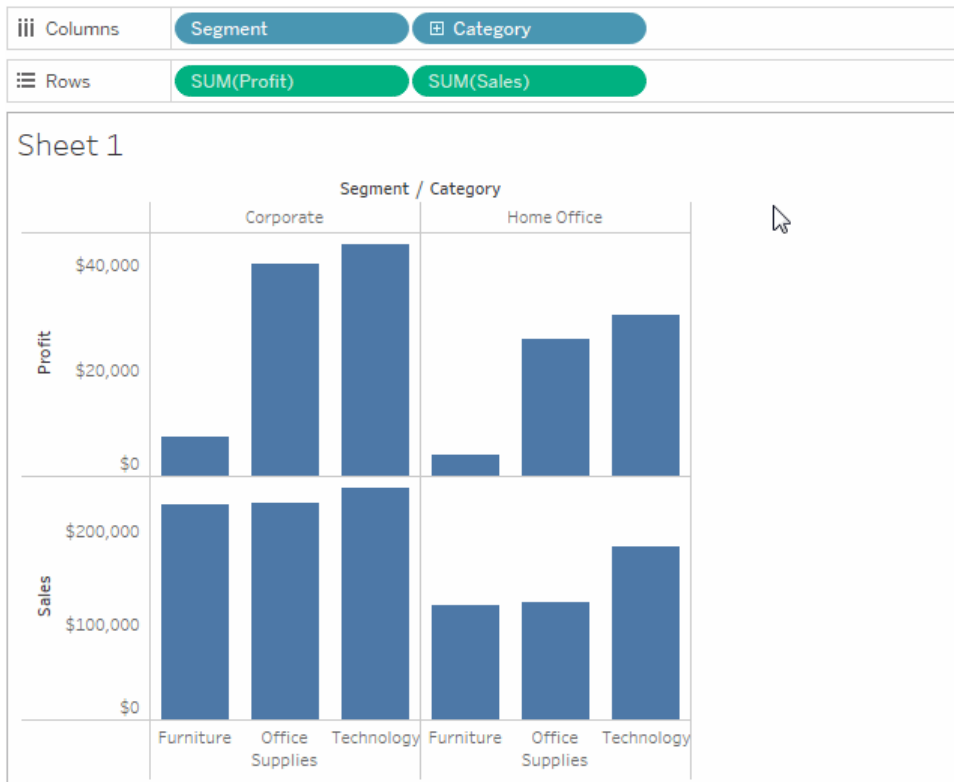 Columns Segment Category
Rows SUM(Profit) SUM(Sales)
Sheet 1
Segment / Category
Corporate Home Office
Profit
$40,000
$20,000
$0
Sales
$200,000
$100,000
$0
Furniture Office Supplies Technology Furniture Office Supplies Technology